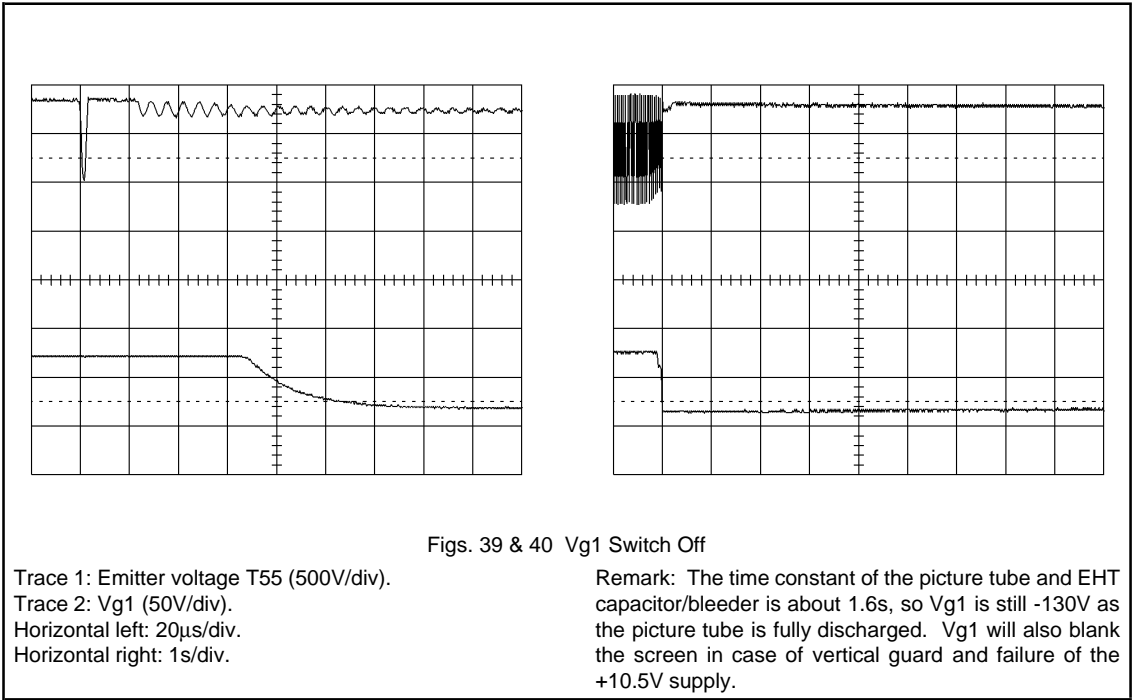 Figs. 39 & 40 Vg1 Switch Off
Trace 1: Emitter voltage T55 (500V/div).
Trace 2: Vg1 (50V/div).
Horizontal left: 20µs/div.
Horizontal right: 1s/div.
Remark: The time constant of the picture tube and EHT
capacitor/bleeder is about 1.6s, so Vg1 is still -130V as
the picture tube is fully discharged. Vg1 will also blank
the screen in case of vertical guard and failure of the
+10.5V supply.